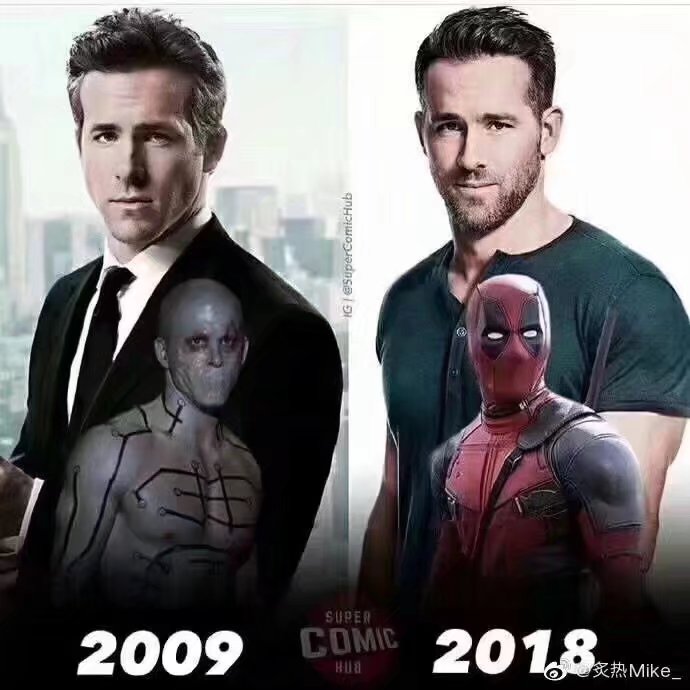 IG | @SuperComicHub
2009
SUPER
COMIC
HUB
2018
@炙热Mike_